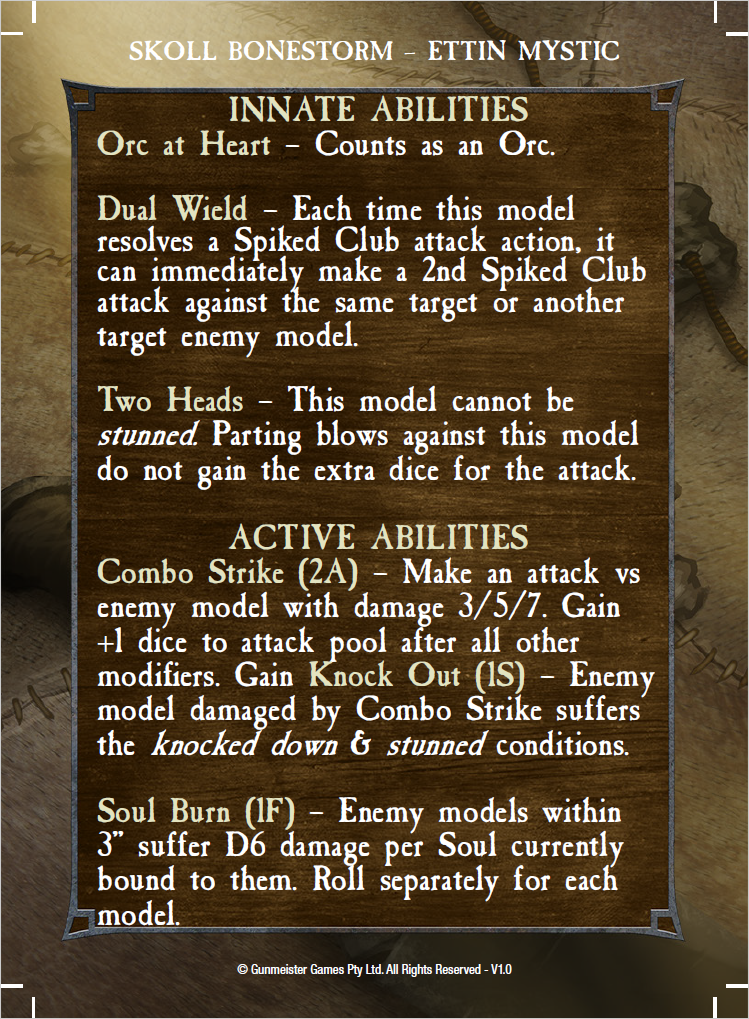 SKOLL BONESTORM – ETTIN MYSTIC
INNATE ABILITIES
Orc at Heart – Counts as an Orc.
Dual Wield – Each time this model
resolves a Spiked Club attack action, it
can immediately make a 2nd Spiked Club
attack against the same target or another
target enemy model.
Two Heads – This model cannot be
stunned. Parting blows against this model
do not gain the extra dice for the attack.
ACTIVE ABILITIES
Combo Strike (2A) – Make an attack vs
enemy model with damage 3/5/7. Gain
+1 dice to attack pool after all other
modifiers. Gain Knock Out (1S) – Enemy
model damaged by Combo Strike suffers
the knocked down & stunned conditions.
Soul Burn (1F) – Enemy models within
3” suffer D6 damage per Soul currently
bound to them. Roll separately for each
model.
© Gunmeister Games Pty Ltd. All Rights Reserved - V1.0